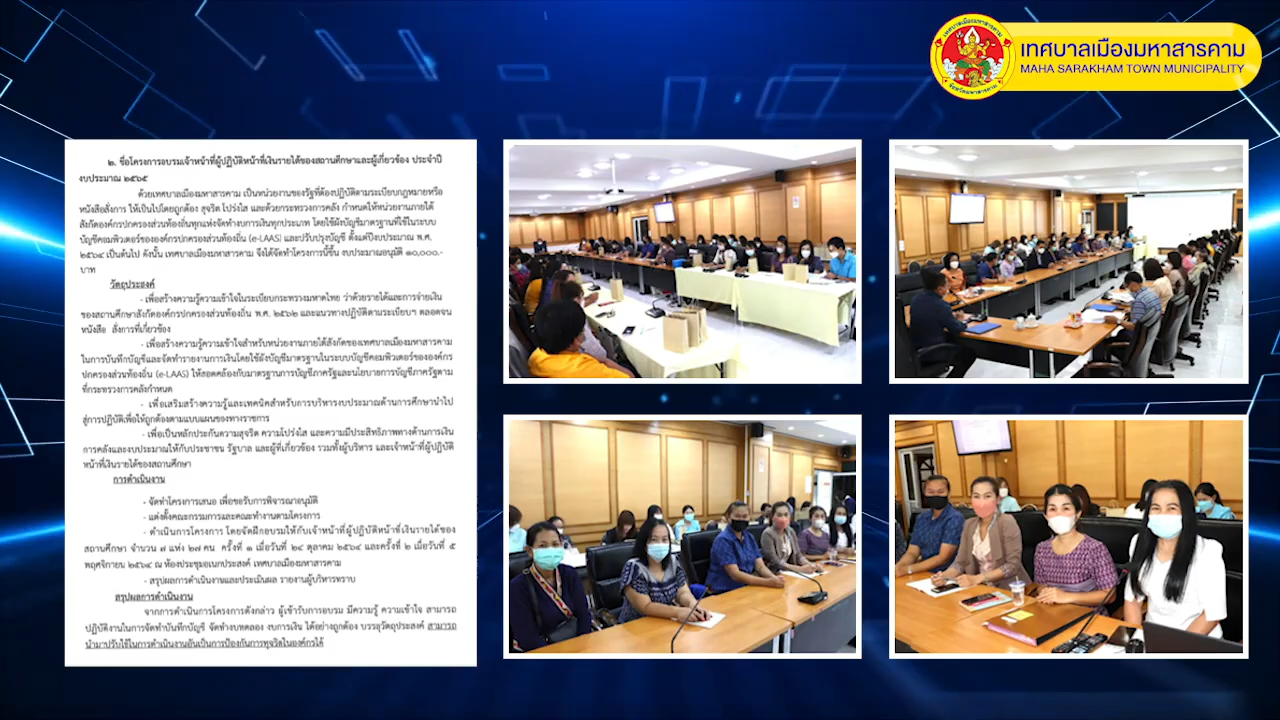 เทศบาลเมืองมหาสารคาม
MAHA SARAKHAM TOWN MUNICIPALITY
เทศบาลเมืองมหาสารคาม
จังหวัดมหาสารคาม
๒. ชื่อโครงการอบรมเจ้าหน้าที่ผู้ปฏิบัติหน้าที่เงินรายได้ของสถานศึกษาและผู้เกี่ยวข้อง ประจำปี
งบประมาณ ๒๕๖๕
ด้วยเทศบาลเมืองมหาสารคาม เป็นหน่วยงานของรัฐที่ต้องปฏิบัติตามระเบียบกฎหมายหรือ
หนังสือสั่งการ ให้เป็นไปโดยถูกต้อง สุจริต โปร่งใส และด้วยกระทรวงการคลัง กำหนดให้หน่วยงานภายใต้
สังกัดองค์กรปกครองส่วนท้องถิ่นทุกแห่งจัดทำงบการเงินทุกประเภท โดยใช้ผังบัญชีมาตรฐานที่ใช้ในระบบ
บัญชีคอมพิวเตอร์ขององค์กรปกครองส่วนท้องถิ่น (e-LAAS) และปรับปรุงบัญชี ตั้งแต่ปีงบประมาณ พ.ศ.
๒๕๖๔ เป็นต้นไป ดังนั้น เทศบาลเมืองมหาสารคาม จึงได้จัดทำโครงการนี้ขึ้น งบประมาณอนุมัติ ๑๐,๐๐๐.-
บาท
วัตถุประสงค์
- เพื่อสร้างความรู้ความเข้าใจในระเบียบกระทรวงมหาดไทย ว่าด้วยรายได้และการจ่ายเงิน
ของสถานศึกษาสังกัดองค์กรปกครองส่วนท้องถิ่น พ.ศ. ๒๕๖๒ และแนวทางปฏิบัติตามระเบียบฯ ตลอดจน
หนังสือ สั่งการที่เกี่ยวข้อง
- เพื่อสร้างความรู้ความเข้าใจสำหรับหน่วยงานภายใต้สังกัดของเทศบาลเมืองมหาสารคาม
ในการบันทึกบัญชีและจัดทำรายงานการเงินโดยใช้ผังบัญชีมาตรฐานในระบบบัญชีคอมพิวเตอร์ขององค์กร
ปกครองส่วนท้องถิ่น (e-LAAS) ให้สอดคล้องกับมาตรฐานการบัญชีภาครัฐและนโยบายการบัญชีภาครัฐตาม
ที่กระทรวงการคลังกำหนด
- เพื่อเสริมสร้างความรู้และเทคนิคสำหรับการบริหารงบประมาณด้านการศึกษานำไป
สู่การปฏิบัติเพื่อให้ถูกต้องตามแบบแผนของทางราชการ
- เพื่อเป็นหลักประกันความสุจริต ความโปร่งใส และความมีประสิทธิภาพทางด้านการเงิน
การคลังและงบประมาณให้กับประชาชน รัฐบาล และผู้ที่เกี่ยวข้อง รวมทั้งผู้บริหาร และเจ้าหน้าที่ผู้ปฏิบัติ
หน้าที่เงินรายได้ของสถานศึกษา
การดำเนินงาน
- จัดทำโครงการเสนอ เพื่อขอรับการพิจารณาอนุมัติ
- แต่งตั้งคณะกรรมการและคณะทำงานตามโครงการ
- ดำเนินการโครงการ โดยจัดฝึกอบรมให้กับเจ้าหน้าที่ผู้ปฏิบัติหน้าที่เงินรายได้ของ
สถานศึกษา จำนวน ๗ แห่ง ๒๗ คน ครั้งที่ ๑ เมื่อวันที่ ๒๔ ตุลาคม ๒๕๖๔ และครั้งที่ ๒ เมื่อวันที่ ๕
พฤศจิกายน ๒๕๖๔ ณ ห้องประชุมอเนกประสงค์ เทศบาลเมืองมหาสารคาม
- สรุปผลการดำเนินงานและประเมินผล รายงานผู้บริหารทราบ
สรุปผลการดำเนินงาน
จากการดำเนินการโครงการดังกล่าว ผู้เข้ารับการอบรม มีความรู้ ความเข้าใจ สามารถ
ปฏิบัติงานในการจัดทำบันทึกบัญชี จัดทำงบทดลอง งบการเงิน ได้อย่างถูกต้อง บรรลุวัตถุประสงค์ สามารถ
นำมาปรับใช้ในการดำเนินงานอันเป็นการป้องกันการทุจริตในองค์กรได้